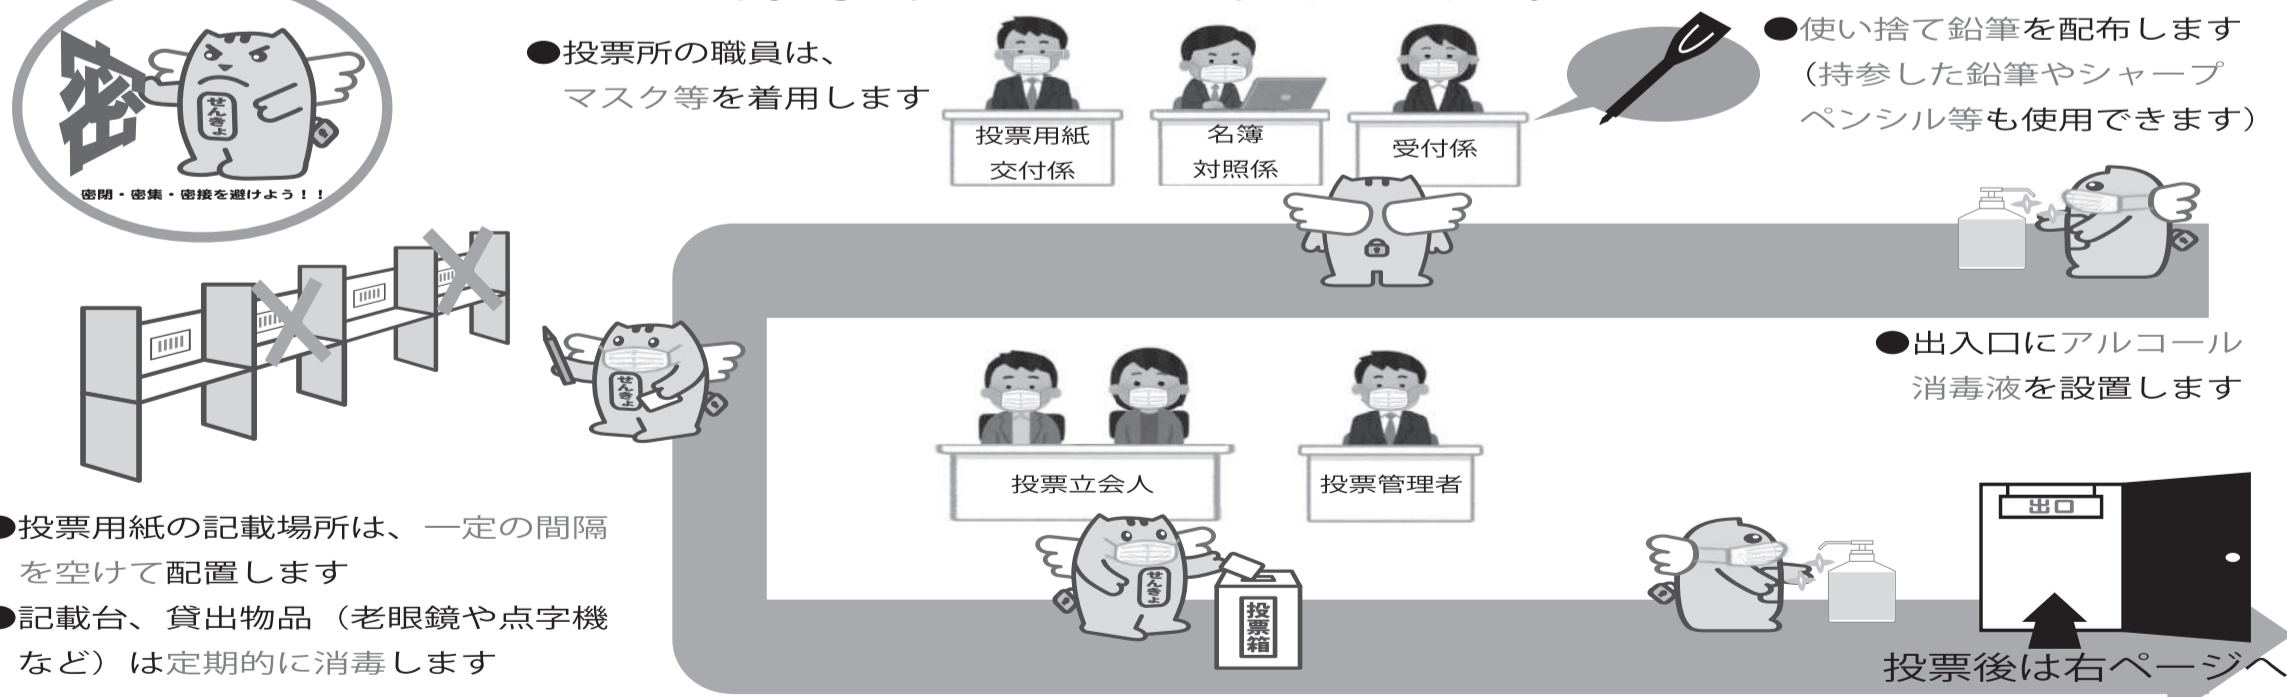 密
せんきょ
密閉・密集・密接を避けよう！！
●投票所の職員は、
マスク等を着用します
投票用紙
交付係
名簿
対照係
受付係
●使い捨て鉛筆を配布します
（持参した鉛筆やシャープ
ペンシル等も使用できます）
●出入口にアルコール
消毒液を設置します
せんきょ
●投票用紙の記載場所は、一定の間隔
を空けて配置します
●記載台、貸出物品（老眼鏡や点字機
など）は定期的に消毒します
投票立会人
投票管理者
せんきょ
投票箱
出口
投票後は右ページへ